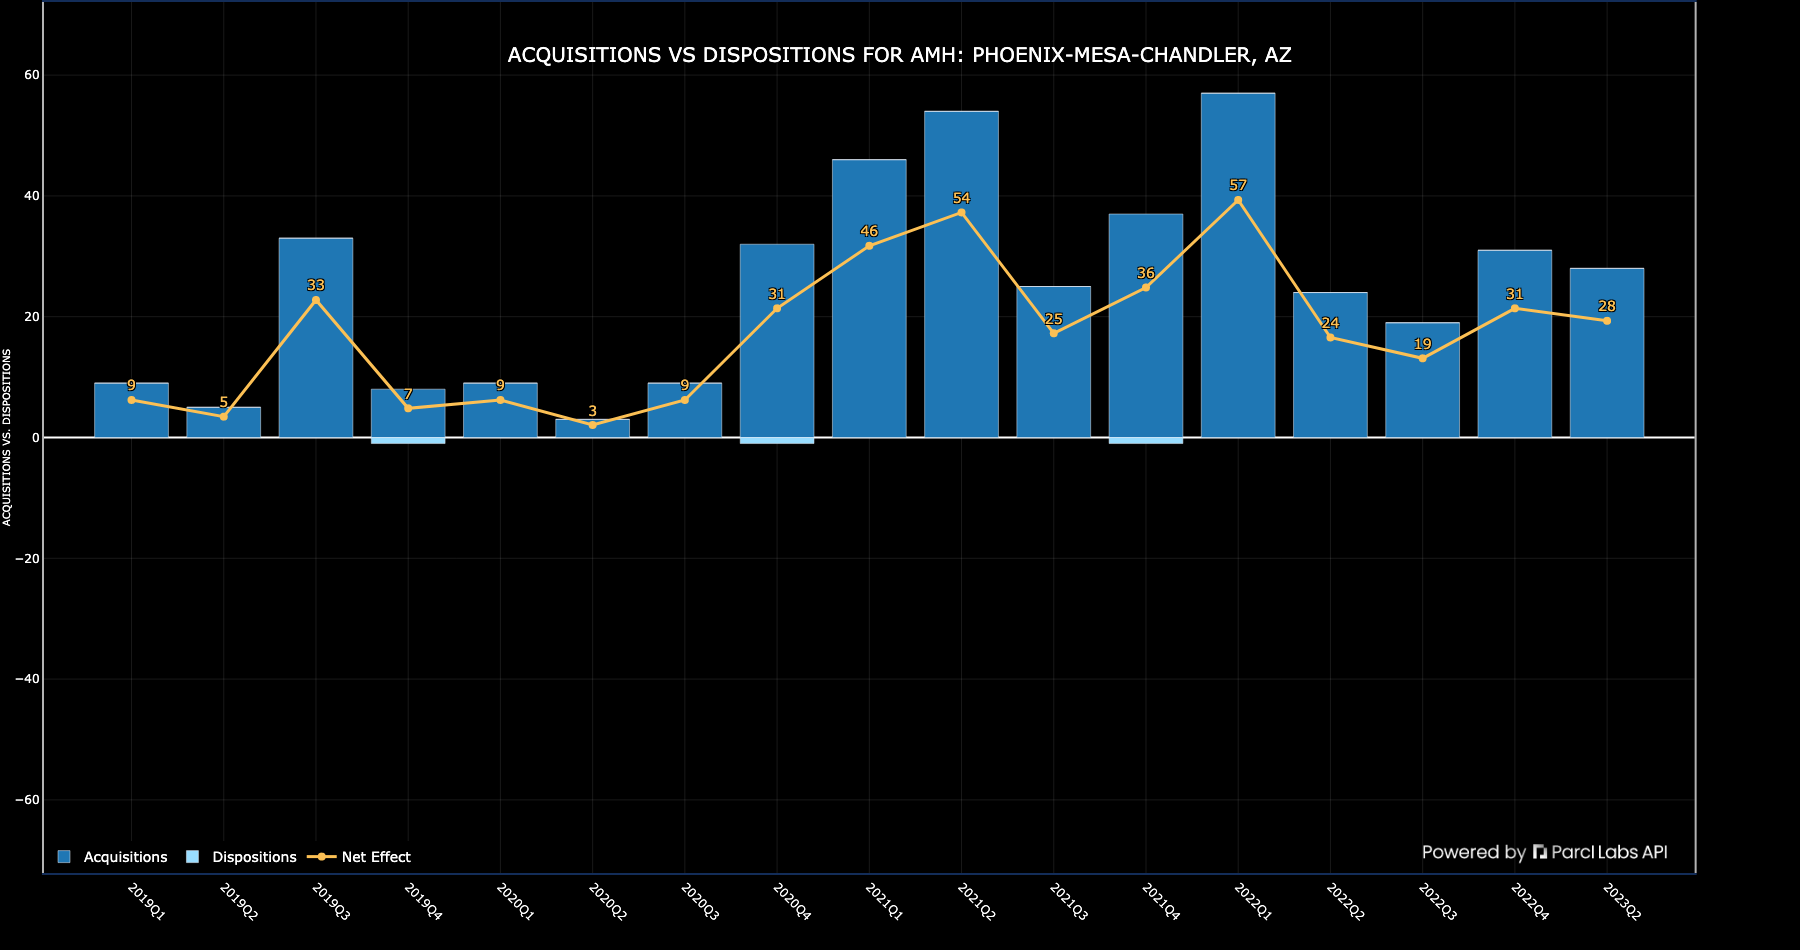 ACQUISITIONS VS DISPOSITIONS FOR AMH: PHOENIX-MESA-CHANDLER, AZ
ACQUISITIONS VS. DISPOSITIONS
60
40
20
0
−20
−40
−60
9
5
33
7
9
3
9
31
46
54
25
36
57
24
19
31
28
Acquisitions
Dispositions
Net Effect
Powered by Parcl Labs API
2019Q1
2019Q2
2019Q3
2019Q4
2020Q1
2020Q2
2020Q3
2020Q4
2021Q1
2021Q2
2021Q3
2021Q4
2022Q1
2022Q2
2022Q3
2022Q4
2023Q2